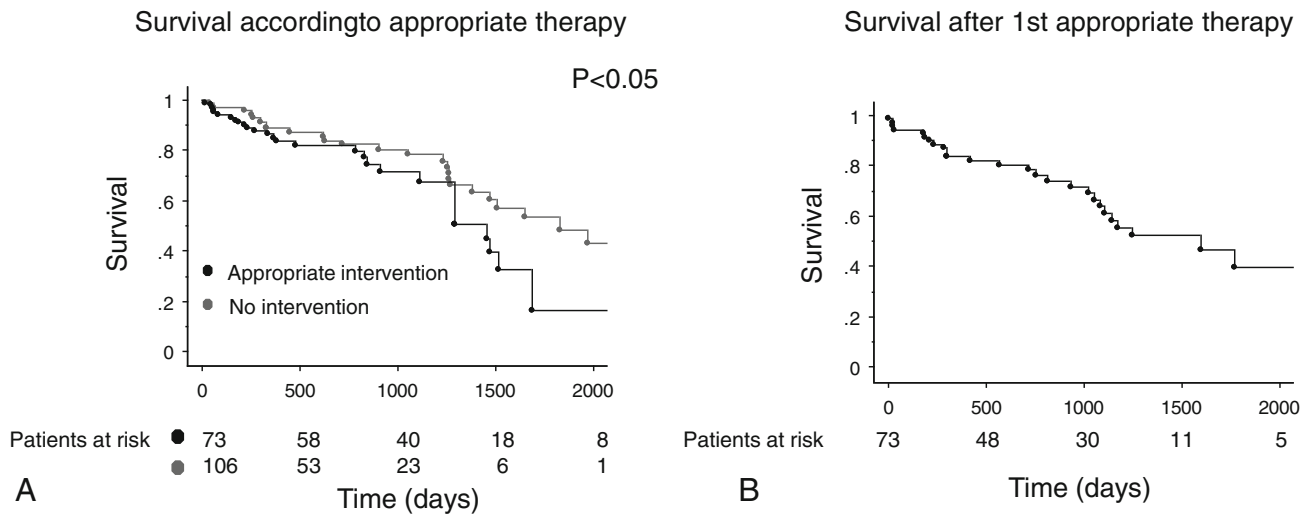 Survival accordingto appropriate therapy
P<0.05
1
.8
.6
.4
.2
0
Survival
Appropriate intervention
No intervention
0 500 1000 1500 2000
Patients at risk 73 58 40 18 8
106 53 23 6 1
A
Time (days)
Survival after 1st appropriate therapy
1
.8
.6
.4
.2
0
Survival
0 500 1000 1500 2000
Patients at risk 73 48 30 11 5
B
Time (days)